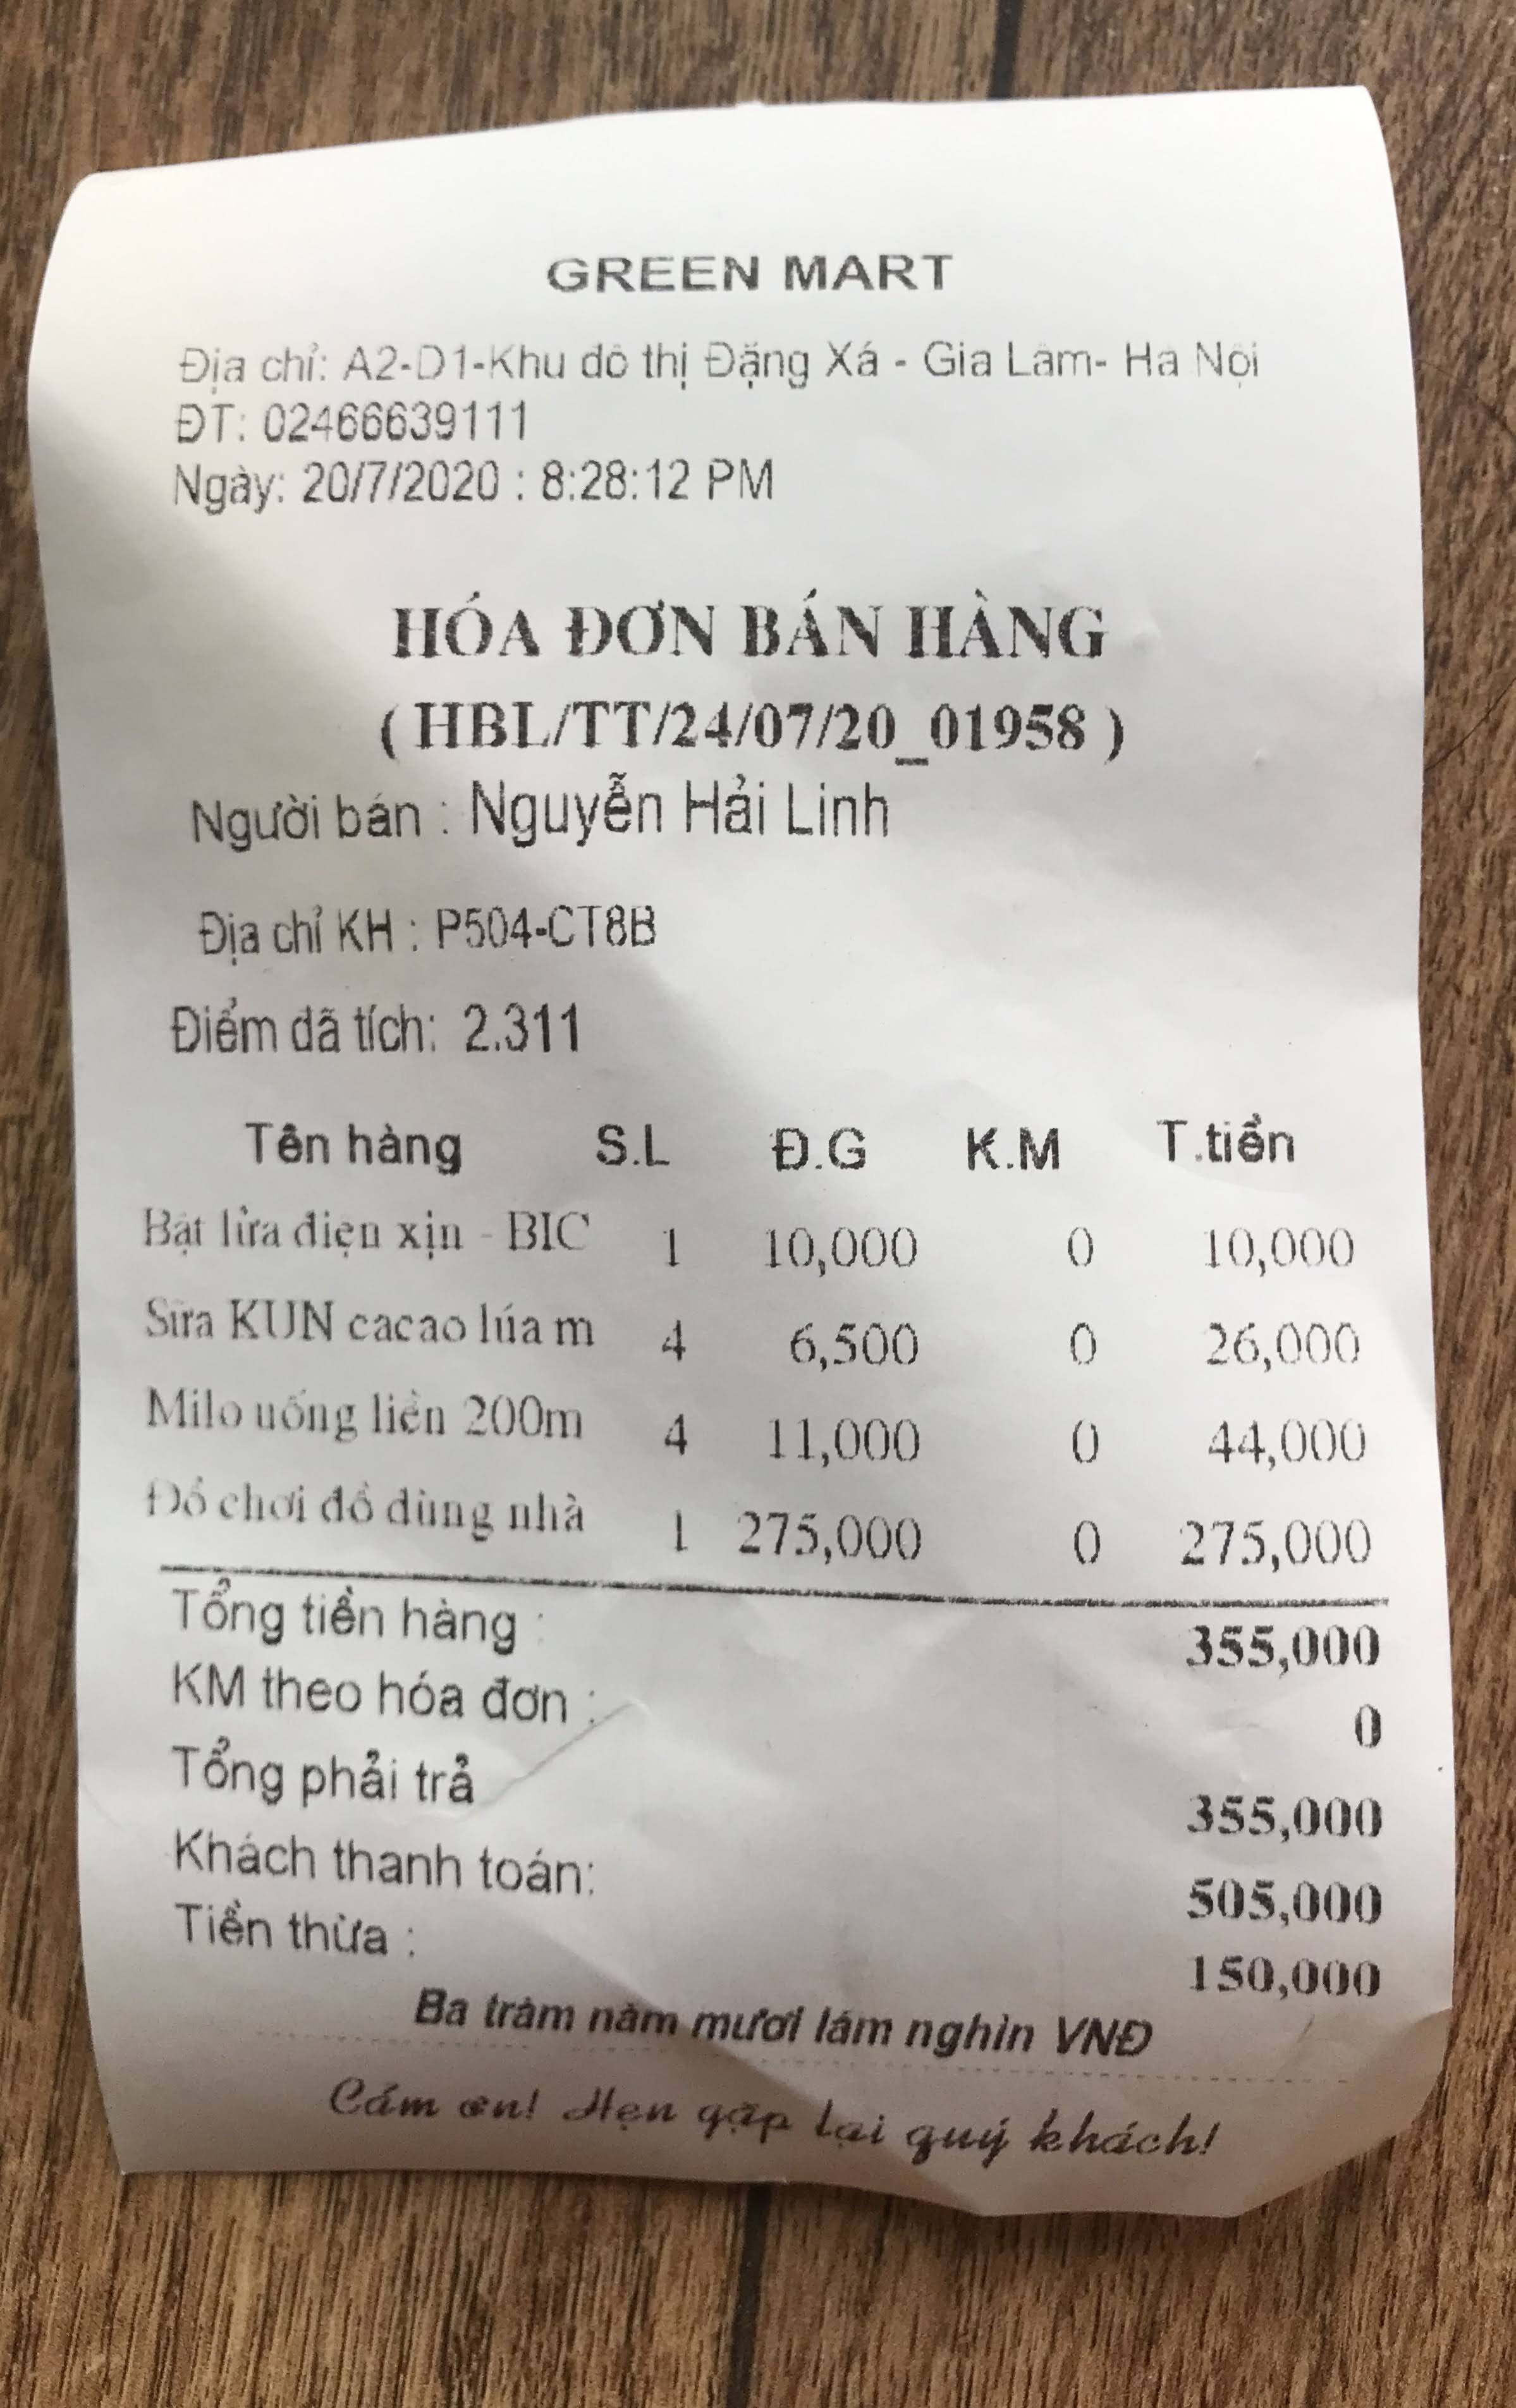 GREEN MART
Địa chỉ: A2-D1-Khu dô thị Đặng Xá - Gia Lâm- Hà Nội
ĐT: 02466639111
Ngày: 20/7/2020 : 8:28:12 PM
HÓA ĐƠN BÁN HÀNG
( HBL/TT/24/07/20_01958 )
Người bán : Nguyễn Hải Linh
Địa chỉ KH : P504-CT8B
Điểm dã tích: 2.311
Tên hàng S.L Đ.G K.M T.tiền
Bật lửa điện xịn - BIC 1 10,000 0 10,000
Sữa KUN cacao lúa m 4 6,500 0 26,000
Milo uống liền 200m 4 11,000 0 44,000
Đồ chơi đồ dùng nhà 1 275,000 0 275,000
Tổng tiền hàng : 355,000
KM theo hóa đơn : 0
Tổng phải trả 355,000
Khách thanh toán: 505,000
Tiền thừa : 150,000
Ba trăm năm mươi lăm nghìn VNĐ
Cám ơn! Hẹn gặp lại quý khách!